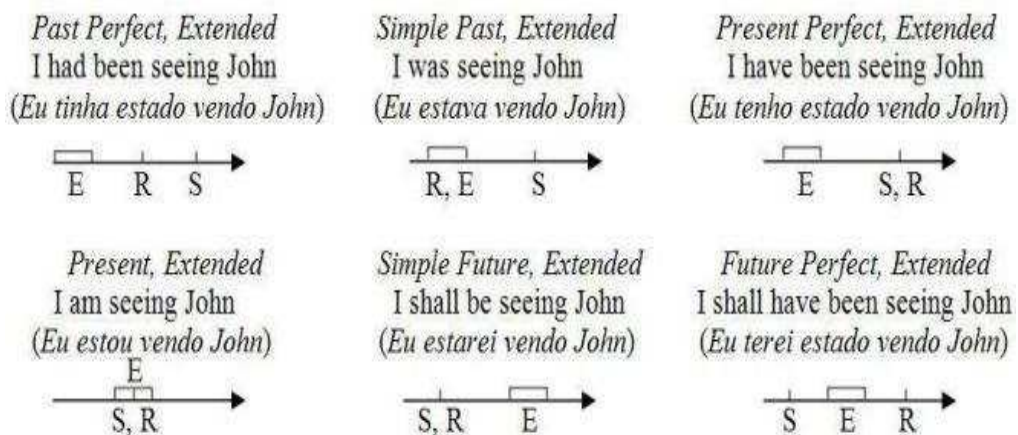 Past Perfect, Extended
I had been seeing John
(Eu tinha estado vendo John)
E R S
Simple Past, Extended
I was seeing John
(Eu estava vendo John)
R, E S
Present Perfect, Extended
I have been seeing John
(Eu tenho estado vendo John)
E S, R
Present, Extended
I am seeing John
(Eu estou vendo John)
E
S, R
Simple Future, Extended
I shall be seeing John
(Eu estarei vendo John)
S, R E
Future Perfect, Extended
I shall have been seeing John
(Eu terei estado vendo John)
S E R